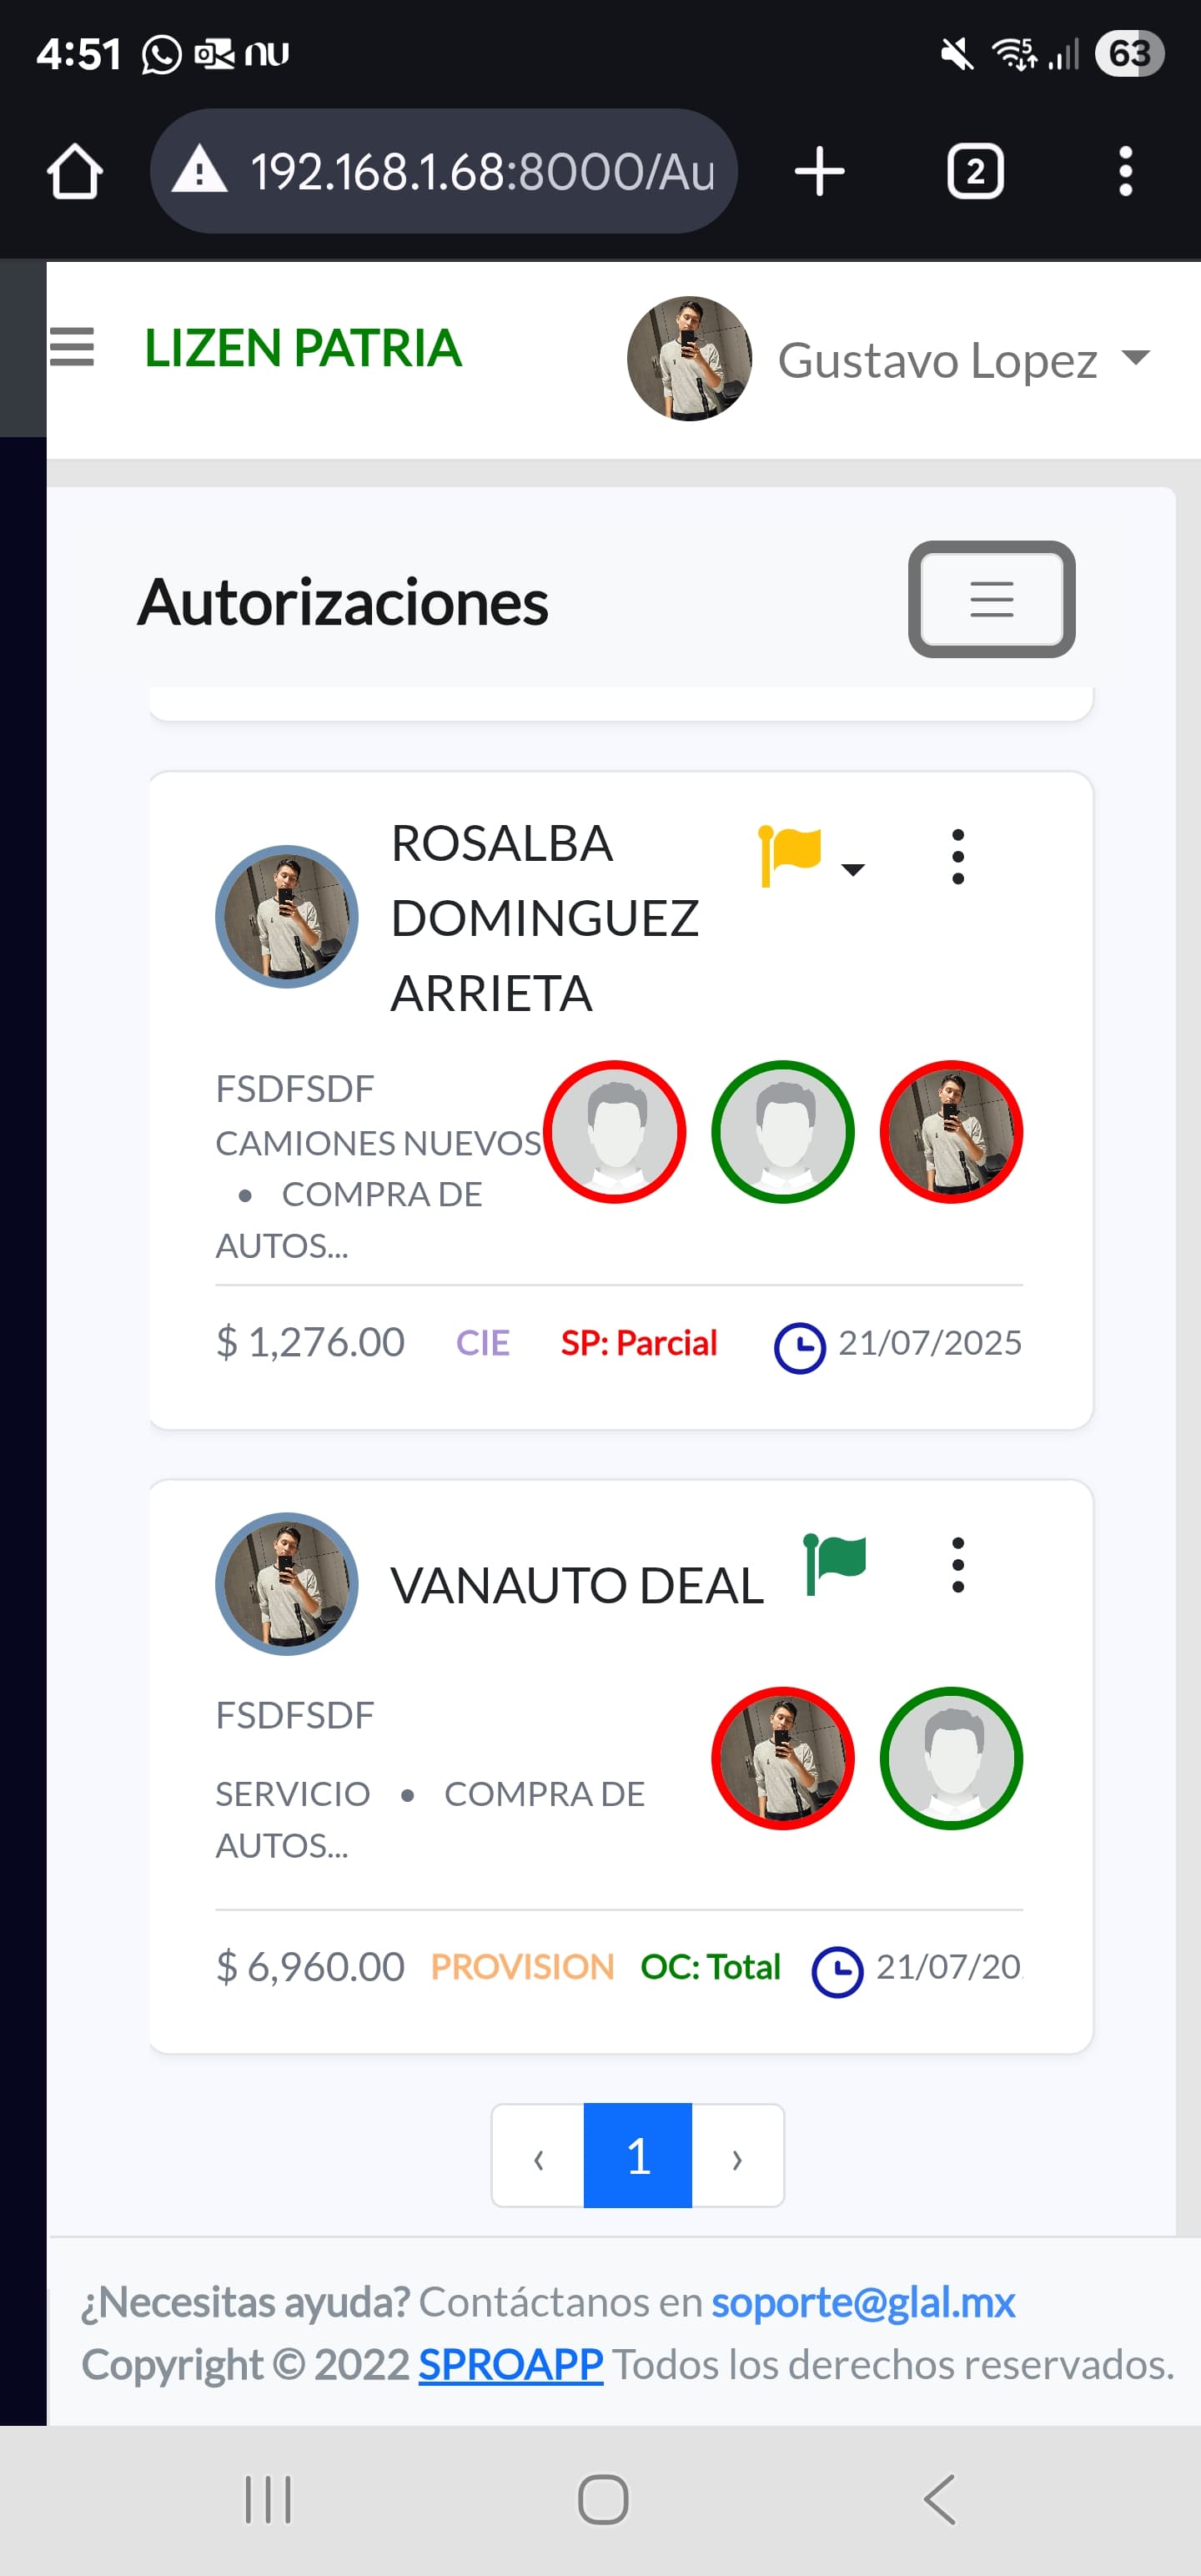 4:51 nu 5 63
192.168.1.68:8000/Au 2
LIZEN PATRIA
Gustavo Lopez
Autorizaciones
ROSALBA
DOMINGUEZ
ARRIETA
FSDFSDF
CAMIONES NUEVOS
• COMPRA DE
AUTOS...
$ 1,276.00 CIE SP: Parcial 21/07/2025
VANAUTO DEAL
FSDFSDF
SERVICIO • COMPRA DE
AUTOS...
$ 6,960.00 PROVISION OC: Total 21/07/20
‹ 1 ›
¿Necesitas ayuda? Contáctanos en soporte@glal.mx
Copyright © 2022 SPROAPP Todos los derechos reservados.